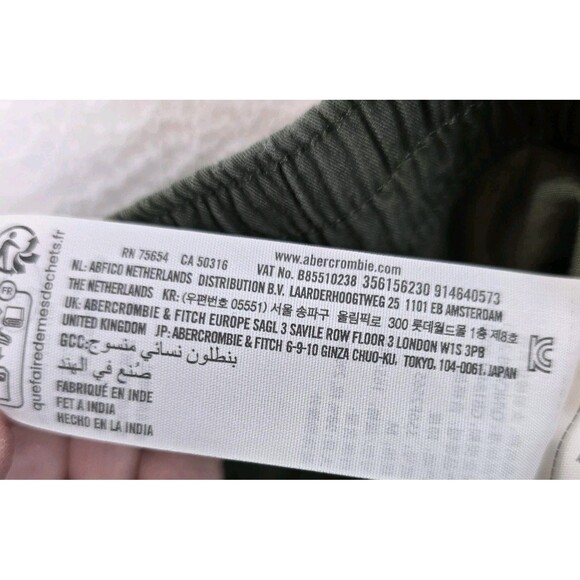 quefairedemesdechets.fr
www.abercrombie.com
RN 75654 CA 50316 VAT No. B85510238 356156230 914640573
NL: ABFICO NETHERLANDS DISTRIBUTION B.V. LAARDERHOOGTWEG 25 1101 EB AMSTERDAM
THE NETHERLANDS KR: (우편번호 05551) 서울 송파구 올림픽로 300 롯데월드몰 1층 제8호
UK: ABERCROMBIE & FITCH EUROPE SAGL 3 SAVILE ROW FLOOR 3 LONDON W1S 3PB
UNITED KINGDOM JP: ABERCROMBIE & FITCH 6-9-10 GINZA CHUO-KU, TOKYO, 104-0061, JAPAN
GCC: بنطلون نسائي منسوج
صُنع في الهند
FABRIQUÉ EN INDE
FET A ÍNDIA
HECHO EN LA INDIA